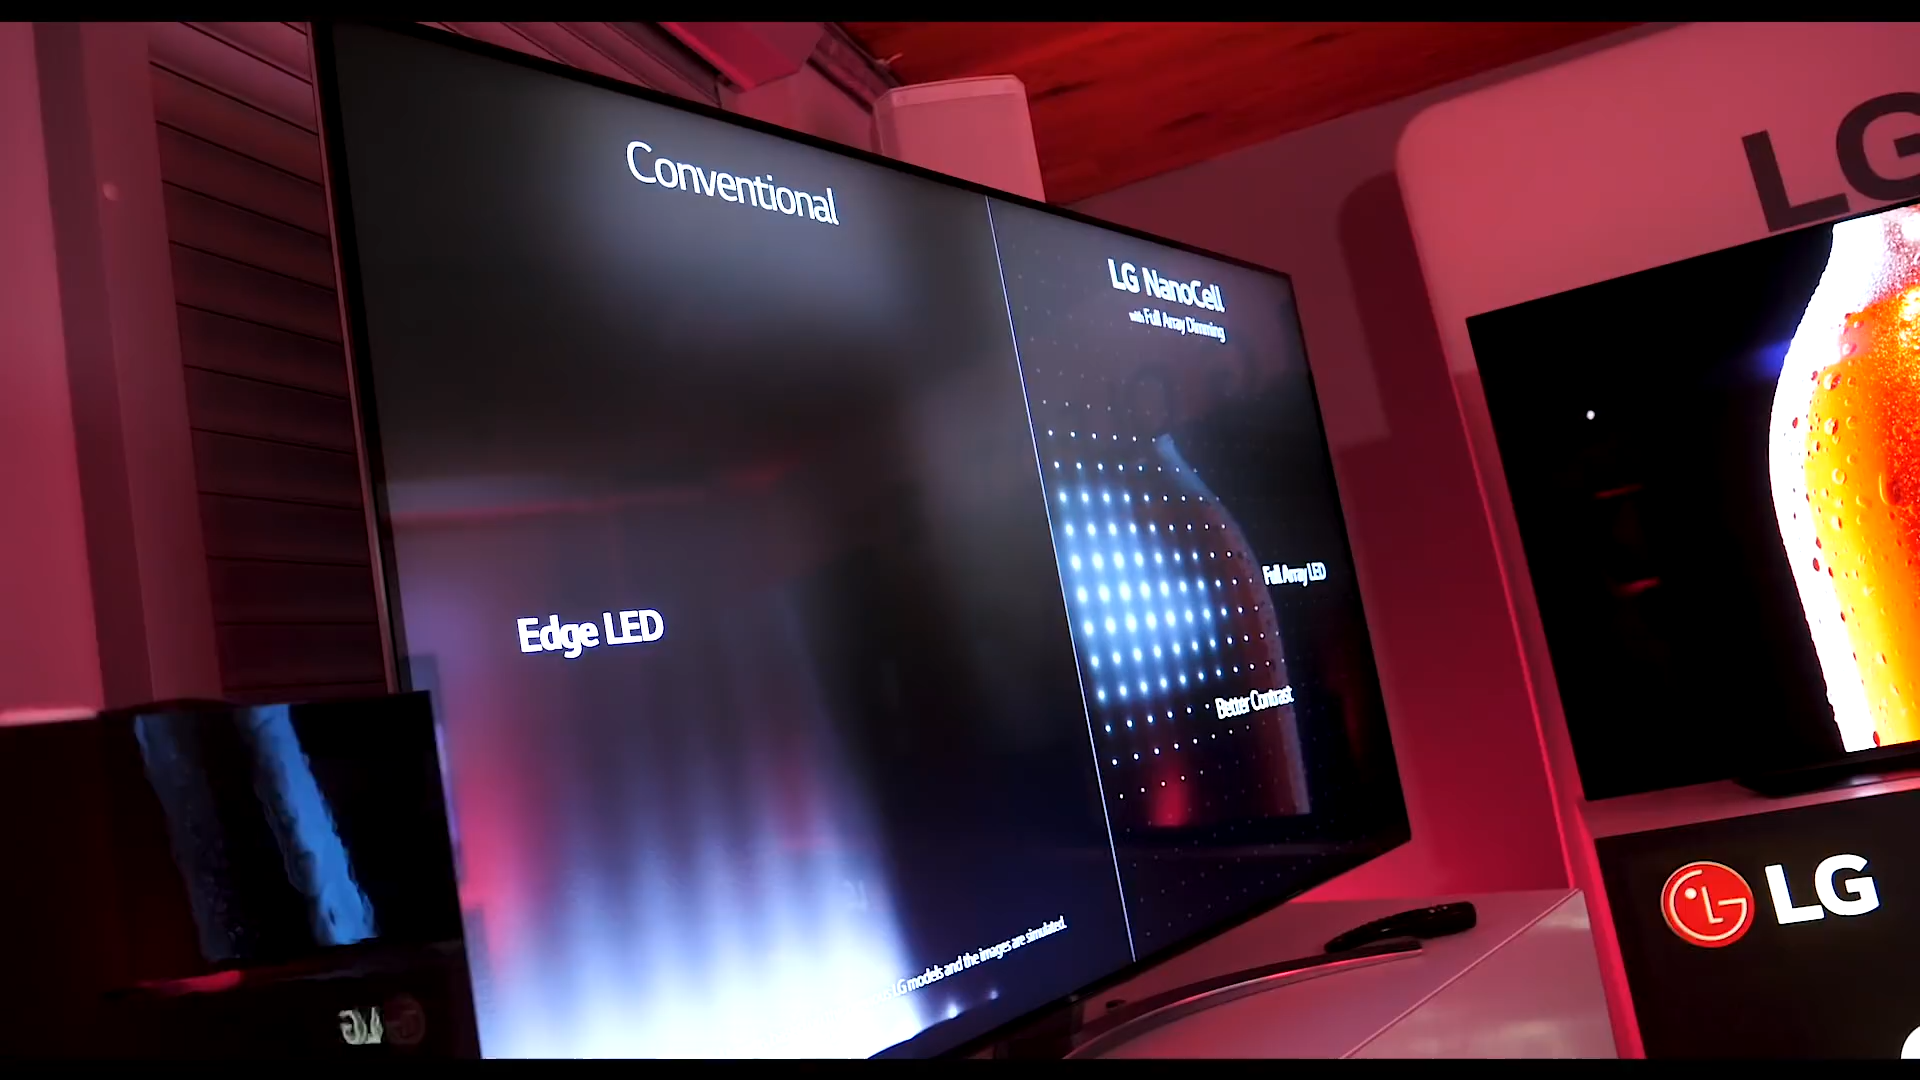 Conventional
LG NanoCell
with Full Array Dimming
Edge LED
Full Array LED
Better Contrast
LG models and the images are simulated.
LG
LG